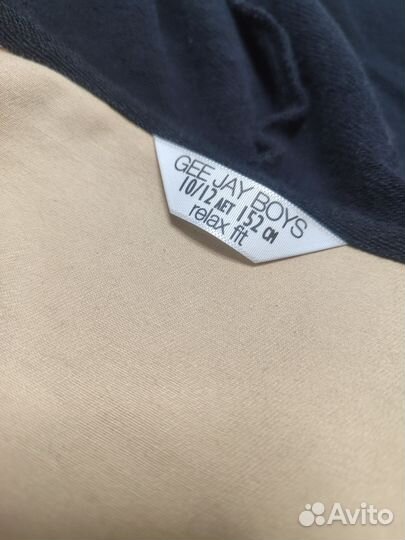 GEE JAY BOYS
10/12 ЛЕТ 152 СМ
relax fit
Avito